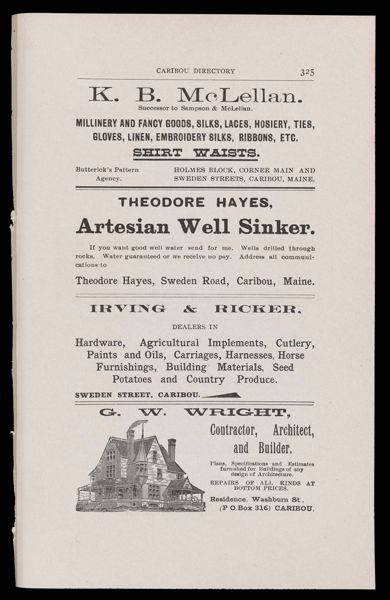 CARIBOU DIRECTORY 325
K. B. McLellan.
Successor to Sampson & McLellan.
MILLINERY AND FANCY GOODS, SILKS, LACES, HOSIERY, TIES,
GLOVES, LINEN, EMBROIDERY SILKS, RIBBONS, ETC.
SHIRT WAISTS.
Butterick's Pattern
Agency.
HOLMES BLOCK, CORNER MAIN AND
SWEDEN STREETS, CARIBOU, MAINE.
THEODORE HAYES,
Artesian Well Sinker.
If you want good well water send for me. Wells drilled through
rocks. Water guaranteed or we receive no pay. Address all communi-
cations to
Theodore Hayes, Sweden Road, Caribou, Maine.
IRVING & RICKER,
DEALERS IN
Hardware, Agricultural Implements, Cutlery,
Paints and Oils, Carriages, Harnesses, Horse
Furnishings, Building Materials, Seed
Potatoes and Country Produce.
SWEDEN STREET, CARIBOU.
G. W. WRIGHT,
Contractor, Architect,
and Builder.
Plans, Specifications and Estimates
furnished for Buildings of any
design of Architecture.
REPAIRS OF ALL KINDS AT
BOTTOM PRICES.
Residence, Washburn St.,
(P O.Box 316) CARIBOU.